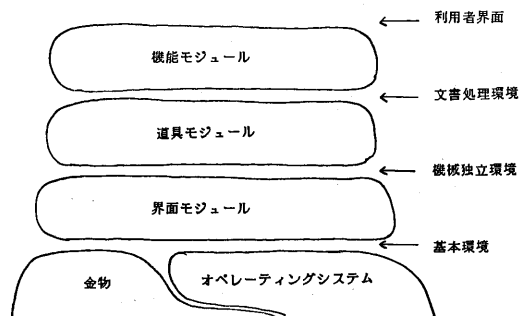 利用者界面
機能モジュール
文書処理環境
道具モジュール
機械独立環境
界面モジュール
基本環境
金物
オペレーティングシステム